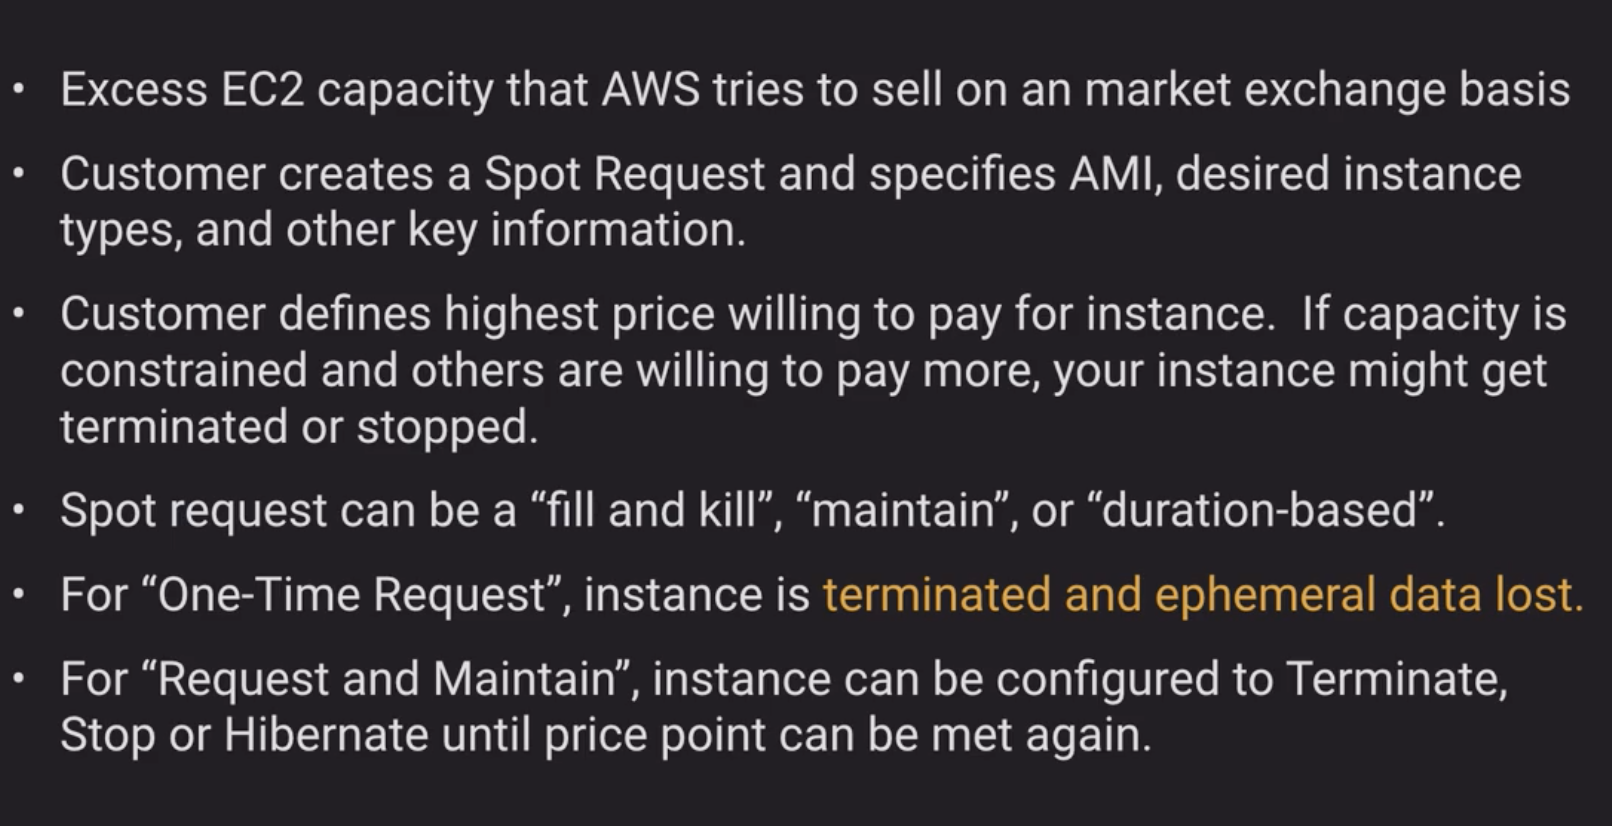 • Excess EC2 capacity that AWS tries to sell on an market exchange basis
• Customer creates a Spot Request and specifies AMI, desired instance
types, and other key information.
• Customer defines highest price willing to pay for instance.  If capacity is
constrained and others are willing to pay more, your instance might get
terminated or stopped.
• Spot request can be a “fill and kill”, “maintain”, or “duration-based”.
• For “One-Time Request”, instance is terminated and ephemeral data lost.
• For “Request and Maintain”, instance can be configured to Terminate,
Stop or Hibernate until price point can be met again.